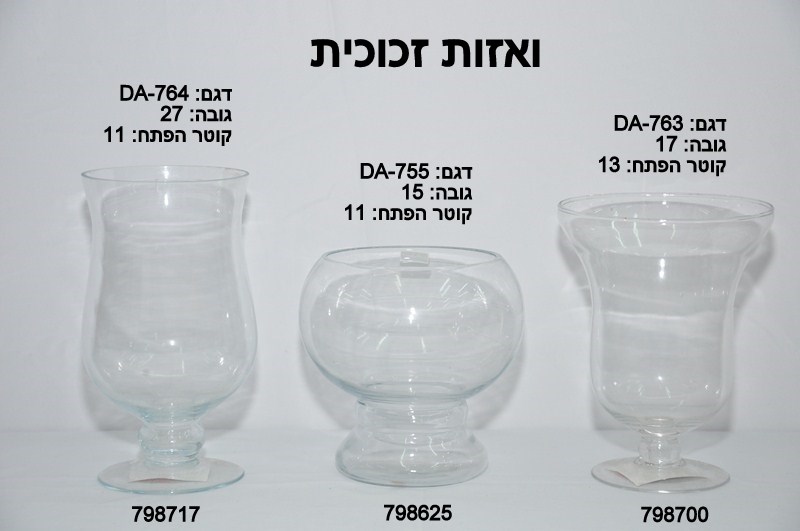 ואזות זכוכית
דגם: DA-764
גובה: 27
קוטר הפתח: 11
דגם: DA-755
גובה: 15
קוטר הפתח: 11
דגם: DA-763
גובה: 17
קוטר הפתח: 13
798717
798625
798700